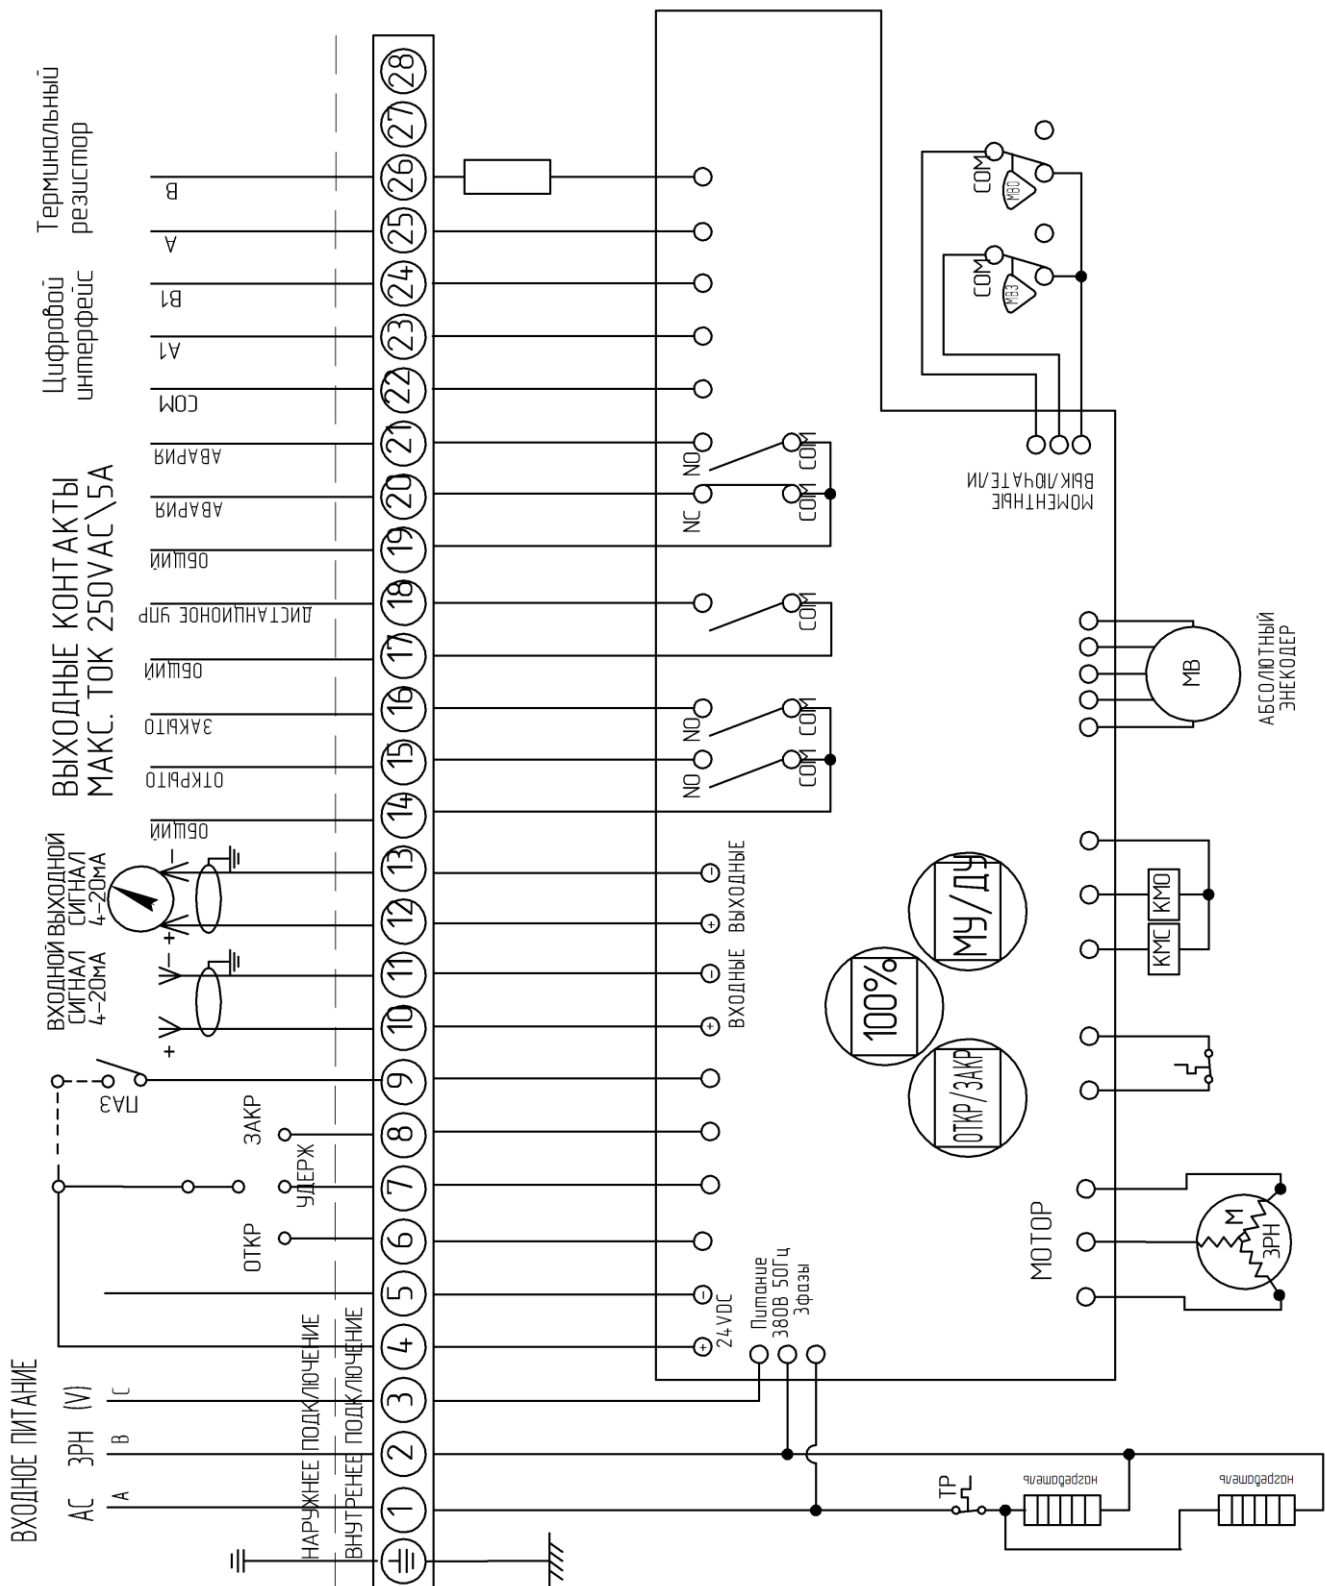 Терминальный
резистор
Цифровой
интерфейс
ВЫХОДНЫЕ КОНТАКТЫ
МАКС. ТОК 250VAC\5A
ВЫХОДНОЙ
СИГНАЛ
4-20МА
ВХОДНОЙ
СИГНАЛ
4-20МА
ВХОДНОЕ ПИТАНИЕ
AC 3PH (V)
A
B
C
B
A
B1
A1
COM
АВАРИЯ
АВАРИЯ
ОБЩИЙ
ДИСТАНЦИОНОЕ УПР
ОБЩИЙ
ЗАКЫТО
ОТКРЫТО
ОБЩИЙ
- +
- +
ПАЗ
ЗАКР
УДЕРЖ
ОТКР
НАРУЖНЕЕ ПОДКЛЮЧЕНИЕ
ВНУТРЕНЕЕ ПОДКЛЮЧЕНИЕ
28
27
26
25
24
23
22
21
20
19
18
17
16
15
14
13
12
11
10
9
8
7
6
5
4
3
2
1
NO
COM
NC
COM
COM
NO
COM
NO
COM
- + ВЫХОДНЫЕ
- + ВХОДНЫЕ
- +
24VDC
Питание
380В 50Гц
3фазы
100%
МУ/ДУ
ОТКР/ЗАКР
COM
МВО
COM
МВЗ
МОМЕНТНЫЕ
ВЫКЛЮЧАТЕЛИ
МВ
АБСОЛЮТНЫЙ
ЭНЕКОДЕР
КМО
КМС
МОТОР
M
3PH
ТР
нагреватель
нагреватель